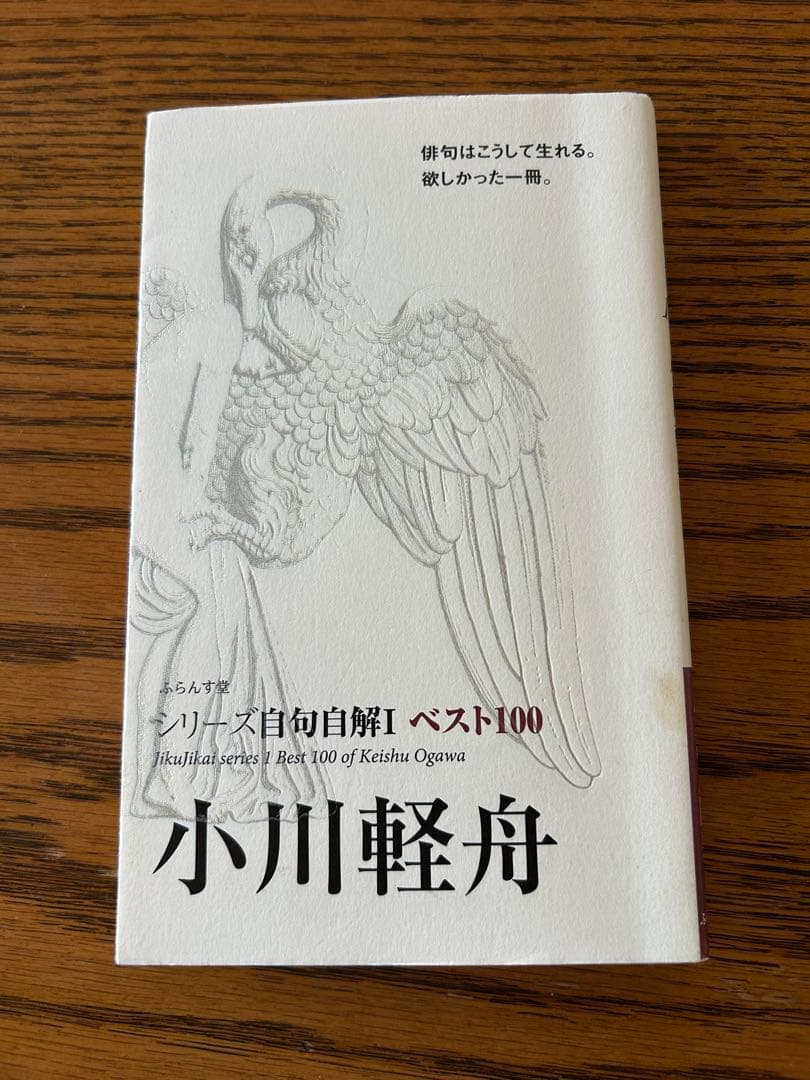 俳句はこうして生れる。
欲しかった一冊。
ふらんす堂
シリーズ自句自解I ベスト100
JikuJikai series 1 Best 100 of Keishu Ogawa
小川軽舟